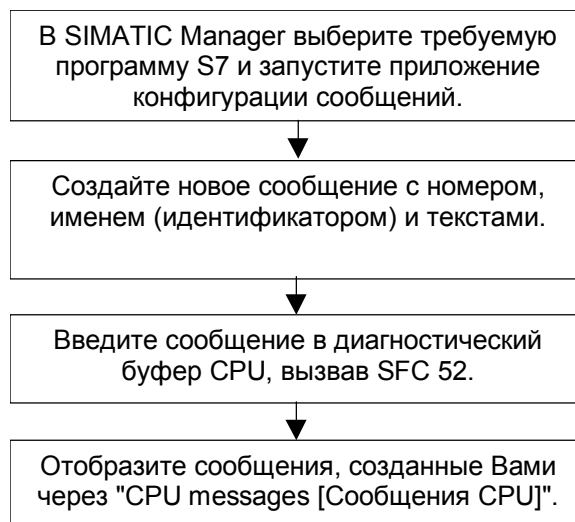 В SIMATIC Manager выберите требуемую
программу S7 и запустите приложение
конфигурации сообщений.
Создайте новое сообщение с номером,
именем (идентификатором) и текстами.
Введите сообщение в диагностический
буфер CPU, вызвав SFC 52.
Отобразите сообщения, созданные Вами
через "CPU messages [Сообщения CPU]".